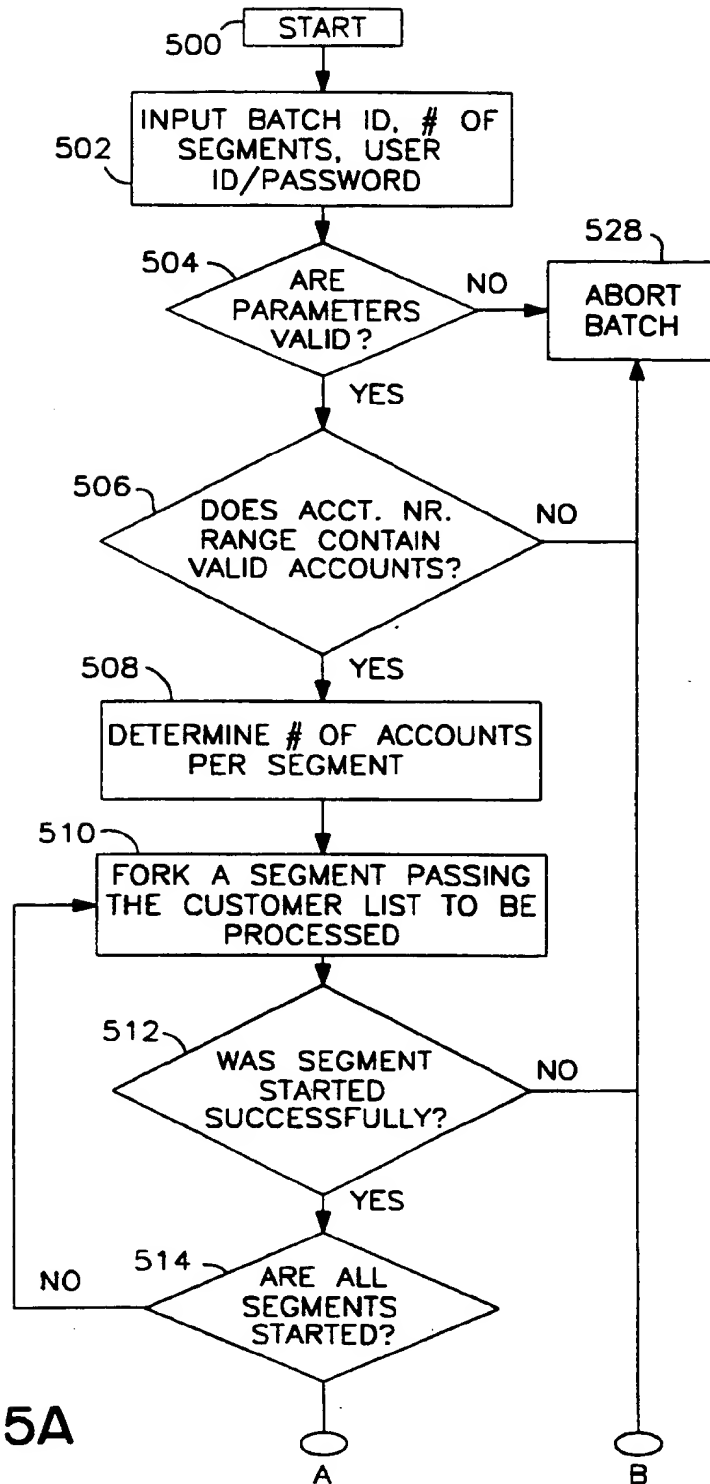 START
500
INPUT BATCH ID, # OF
SEGMENTS, USER
ID/PASSWORD
502
504
ARE
PARAMETERS
VALID?
NO
528
ABORT
BATCH
YES
506
DOES ACCT. NR.
RANGE CONTAIN
VALID ACCOUNTS?
NO
YES
508
DETERMINE # OF ACCOUNTS
PER SEGMENT
510
FORK A SEGMENT PASSING
THE CUSTOMER LIST TO BE
PROCESSED
512
WAS SEGMENT
STARTED
SUCCESSFULLY?
NO
YES
514
NO
ARE ALL
SEGMENTS
STARTED?
5A
A
B